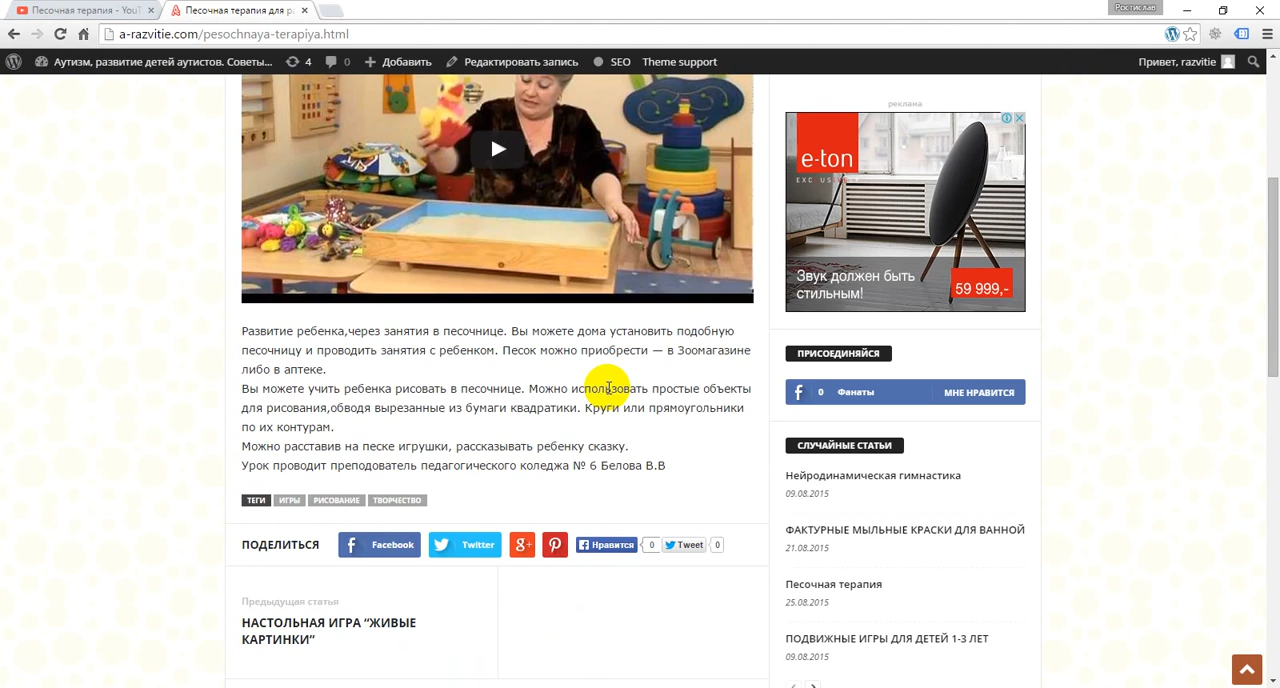 Песочная терапия - YouT
Песочная терапия для р
Ростислав
a-razvitie.com/pesochnaya-terapiya.html
Аутизм, развитие детей аутистов. Советы...
4
0
Добавить
Редактировать запись
SEO
Theme support
Привет, razvitie
реклама
e-ton
Звук должен быть
стильным!
59 999,-
Развитие ребенка,через занятия в песочнице. Вы можете дома установить подобную
песочницу и проводить занятия с ребенком. Песок можно приобрести — в Зоомагазине
либо в аптеке.
Вы можете учить ребенка рисовать в песочнице. Можно использовать простые объекты
для рисования,обводя вырезанные из бумаги квадратики. Круги или прямоугольники
по их контурам.
Можно расставив на песке игрушки, рассказывать ребенку сказку.
Урок проводит преподователь педагогического коледжа № 6 Белова В.В
ТЕГИ
ИГРЫ
РИСОВАНИЕ
ТВОРЧЕСТВО
ПОДЕЛИТЬСЯ
Facebook
Twitter
g+
Нравится
0
Tweet
0
Предыдущая статья
НАСТОЛЬНАЯ ИГРА “ЖИВЫЕ
КАРТИНКИ”
ПРИСОЕДИНЯЙСЯ
0 Фанаты
МНЕ НРАВИТСЯ
СЛУЧАЙНЫЕ СТАТЬИ
Нейродинамическая гимнастика
09.08.2015
ФАКТУРНЫЕ МЫЛЬНЫЕ КРАСКИ ДЛЯ ВАННОЙ
21.08.2015
Песочная терапия
25.08.2015
ПОДВИЖНЫЕ ИГРЫ ДЛЯ ДЕТЕЙ 1-3 ЛЕТ
09.08.2015